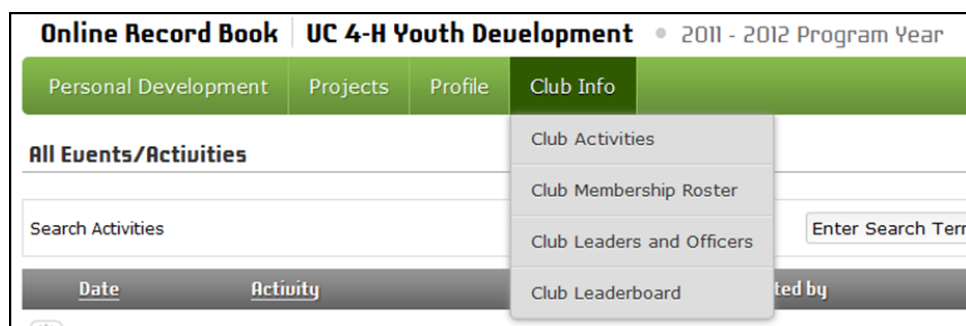 Online Record Book UC 4-H Youth Development • 2011 - 2012 Program Year
Personal Development Projects Profile Club Info
Club Activities
All Events/Activities
Club Membership Roster
Search Activities
Club Leaders and Officers
Enter Search
Date Activity
Club Leaderboard
by